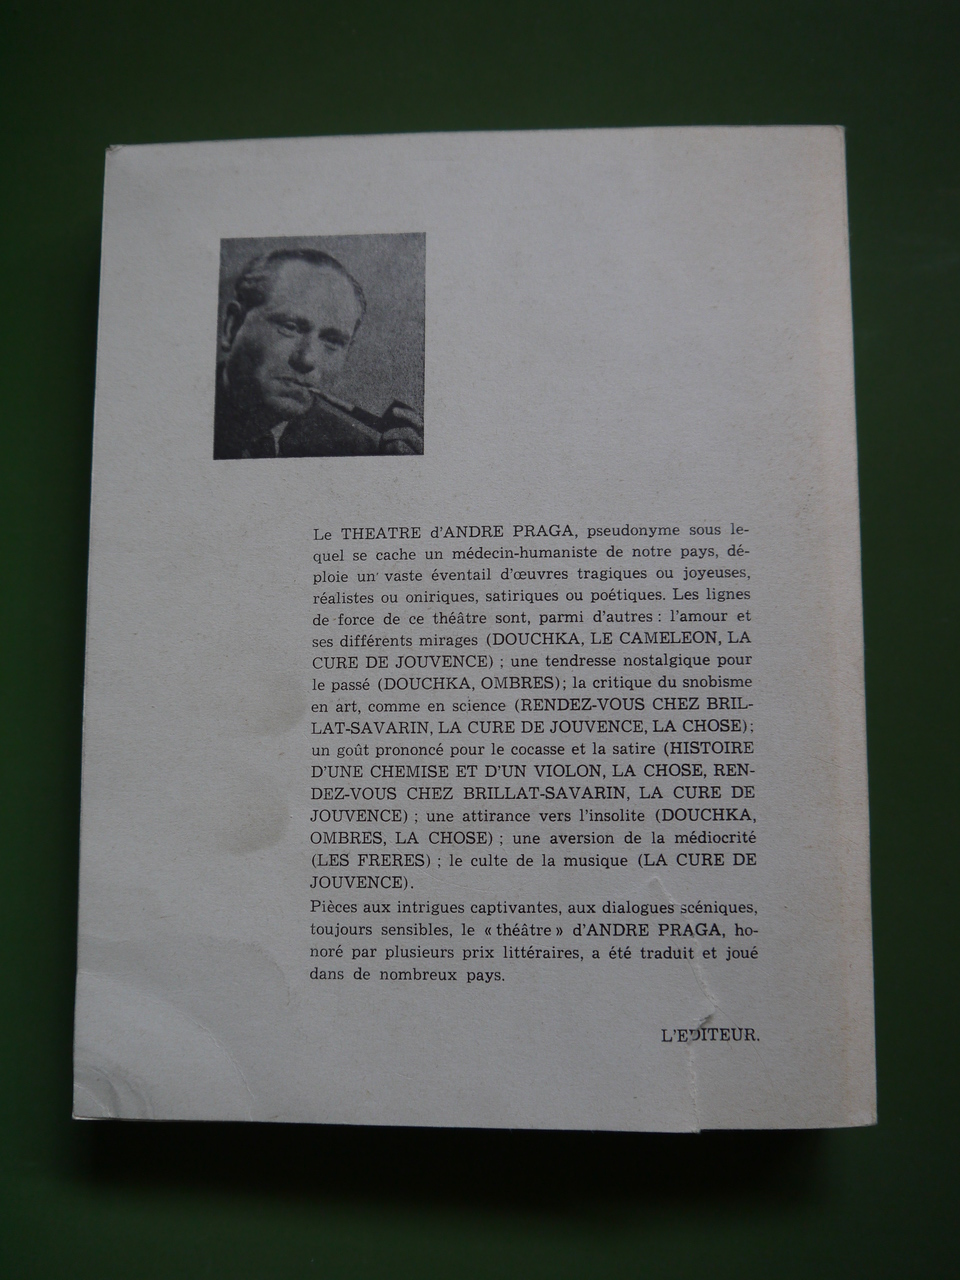 Le THEATRE d'ANDRE PRAGA, pseudonyme sous le-
quel se cache un médecin-humaniste de notre pays, dé-
ploie un vaste éventail d'œuvres tragiques ou joyeuses,
réalistes ou oniriques, satiriques ou poétiques. Les lignes
de force de ce théâtre sont, parmi d'autres : l'amour et
ses différents mirages (DOUCHKA, LE CAMELEON, LA
CURE DE JOUVENCE) ; une tendresse nostalgique pour
le passé (DOUCHKA, OMBRES) ; la critique du snobisme
en art, comme en science (RENDEZ-VOUS CHEZ BRIL-
LAT-SAVARIN, LA CURE DE JOUVENCE, LA CHOSE) ;
un goût prononcé pour le cocasse et la satire (HISTOIRE
D'UNE CHEMISE ET D'UN VIOLON, LA CHOSE, REN-
DEZ-VOUS CHEZ BRILLAT-SAVARIN, LA CURE DE
JOUVENCE) ; une attirance vers l'insolite (DOUCHKA,
OMBRES, LA CHOSE) ; une aversion de la médiocrité
(LES FRERES) ; le culte de la musique (LA CURE DE
JOUVENCE).
Pièces aux intrigues captivantes, aux dialogues scéniques,
toujours sensibles, le « théâtre » d'ANDRE PRAGA, ho-
noré par plusieurs prix littéraires, a été traduit et joué
dans de nombreux pays.
L'EDITEUR.